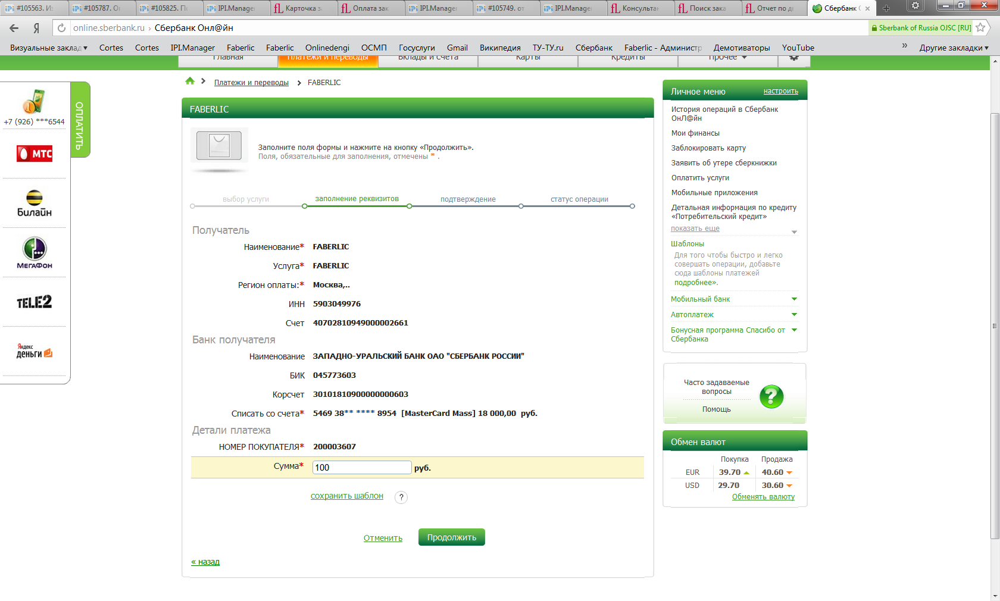 #105563.
#105787.
#105825.
IPI.Manager
Карточка
Оплата зак
IPI.Manager
#105749. от
IPI.Manage
Консультан
Поиск зака
Отчет по д
Сбербанк
Я
online.sberbank.ru › Сбербанк Онл@йн
Sberbank of Russia OJSC [RU]
Визуальные заклад
Cortes
Cortes
IPI.Manager
Faberlic
Faberlic
Onlinedengi
ОСМП
Госуслуги
Gmail
Википедия
ТУ-ТУ.ru
Сбербанк
Faberlic - Администр
Демотиваторы
YouTube
»
Другие закладки
Главная
Платежи и переводы
Вклады и счета
Карты
Кредиты
Прочее
Платежи и переводы
FABERLIC
ОПЛАТИТЬ
+7 (926) ***6544
МТС
Билайн
МЕГАФОН
TELE2
Яндекс
деньги
FABERLIC
Заполните поля формы и нажмите на кнопку «Продолжить».
Поля, обязательные для заполнения, отмечены * .
выбор услуги
заполнение реквизитов
подтверждение
статус операции
Получатель
Наименование* FABERLIC
Услуга* FABERLIC
Регион оплаты:* Москва,..
ИНН 5903049976
Счет 40702810949000002661
Банк получателя
Наименование ЗАПАДНО-УРАЛЬСКИЙ БАНК ОАО "СБЕРБАНК РОССИИ"
БИК 045773603
Корсчет 30101810900000000603
Списать со счета* 5469 38** **** 8954 [MasterCard Mass] 18 000,00 руб.
Детали платежа
НОМЕР ПОКУПАТЕЛЯ* 200003607
Сумма* 100 руб.
сохранить шаблон ?
Отменить
Продолжить
« назад
Личное меню
настроить
История операций в Сбербанк
ОнЛ@йн
Мои финансы
Заблокировать карту
Заявить об утере сберкнижки
Оплатить услуги
Мобильные приложения
Детальная информация по кредиту
«Потребительский кредит»
показать еще
Шаблоны
Для того чтобы быстро и легко
совершать операции, добавьте
сюда шаблоны платежей
подробнее».
Мобильный банк
Автоплатеж
Бонусная программа Спасибо от
Сбербанка
Часто задаваемые
вопросы
Помощь
?
Обмен валют
Покупка Продажа
EUR 39.70 40.60
USD 29.70 30.60
Обменять валюту